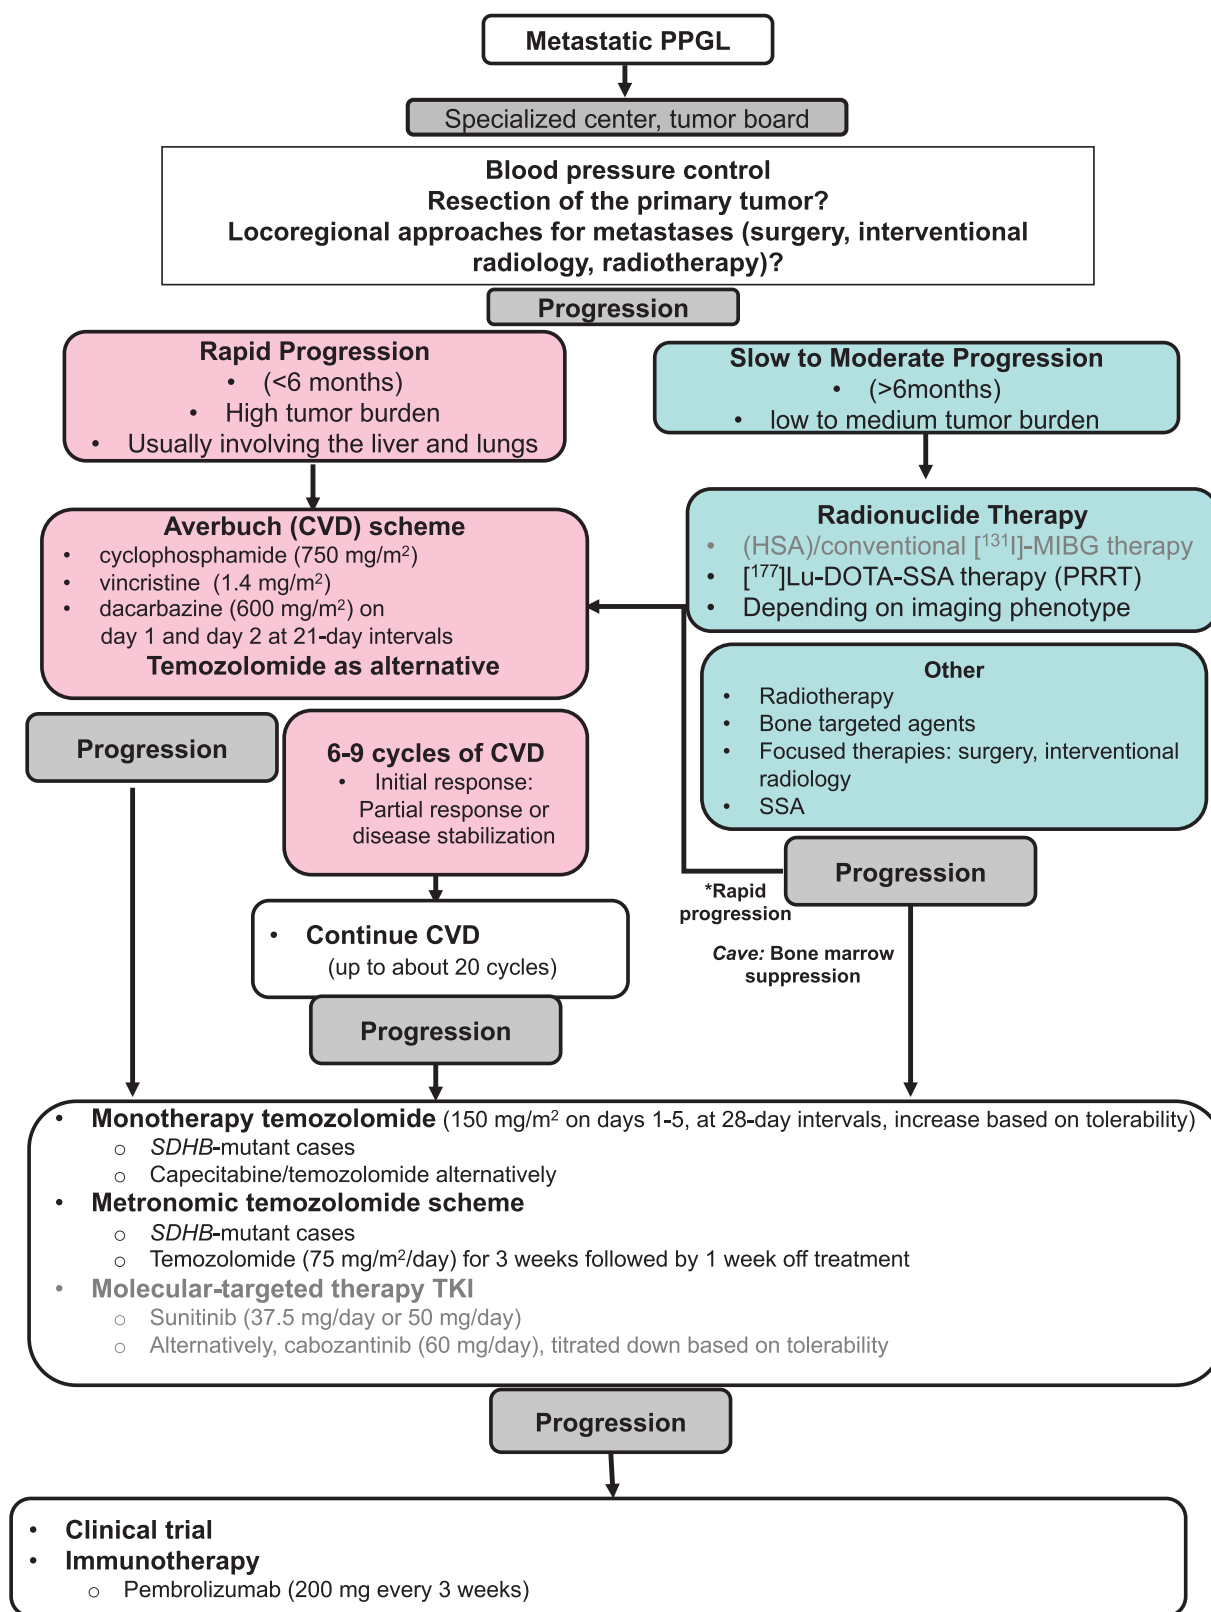 Metastatic PPGL
Specialized center, tumor board
Blood pressure control
Resection of the primary tumor?
Locoregional approaches for metastases (surgery, interventional
radiology, radiotherapy)?
Progression
Rapid Progression
• (<6 months)
• High tumor burden
• Usually involving the liver and lungs
Slow to Moderate Progression
• (>6months)
• low to medium tumor burden
Averbuch (CVD) scheme
• cyclophosphamide (750 mg/m²)
• vincristine (1.4 mg/m²)
• dacarbazine (600 mg/m²) on
day 1 and day 2 at 21-day intervals
Temozolomide as alternative
Radionuclide Therapy
• (HSA)/conventional [¹³¹I]-MIBG therapy
• [¹⁷⁷]Lu-DOTA-SSA therapy (PRRT)
• Depending on imaging phenotype
Other
• Radiotherapy
• Bone targeted agents
• Focused therapies: surgery, interventional
radiology
• SSA
Progression
6-9 cycles of CVD
• Initial response:
Partial response or
disease stabilization
Progression
*Rapid
progression
Cave: Bone marrow
suppression
• Continue CVD
(up to about 20 cycles)
Progression
• Monotherapy temozolomide (150 mg/m² on days 1-5, at 28-day intervals, increase based on tolerability)
o SDHB-mutant cases
o Capecitabine/temozolomide alternatively
• Metronomic temozolomide scheme
o SDHB-mutant cases
o Temozolomide (75 mg/m²/day) for 3 weeks followed by 1 week off treatment
• Molecular-targeted therapy TKI
o Sunitinib (37.5 mg/day or 50 mg/day)
o Alternatively, cabozantinib (60 mg/day), titrated down based on tolerability
Progression
• Clinical trial
• Immunotherapy
o Pembrolizumab (200 mg every 3 weeks)